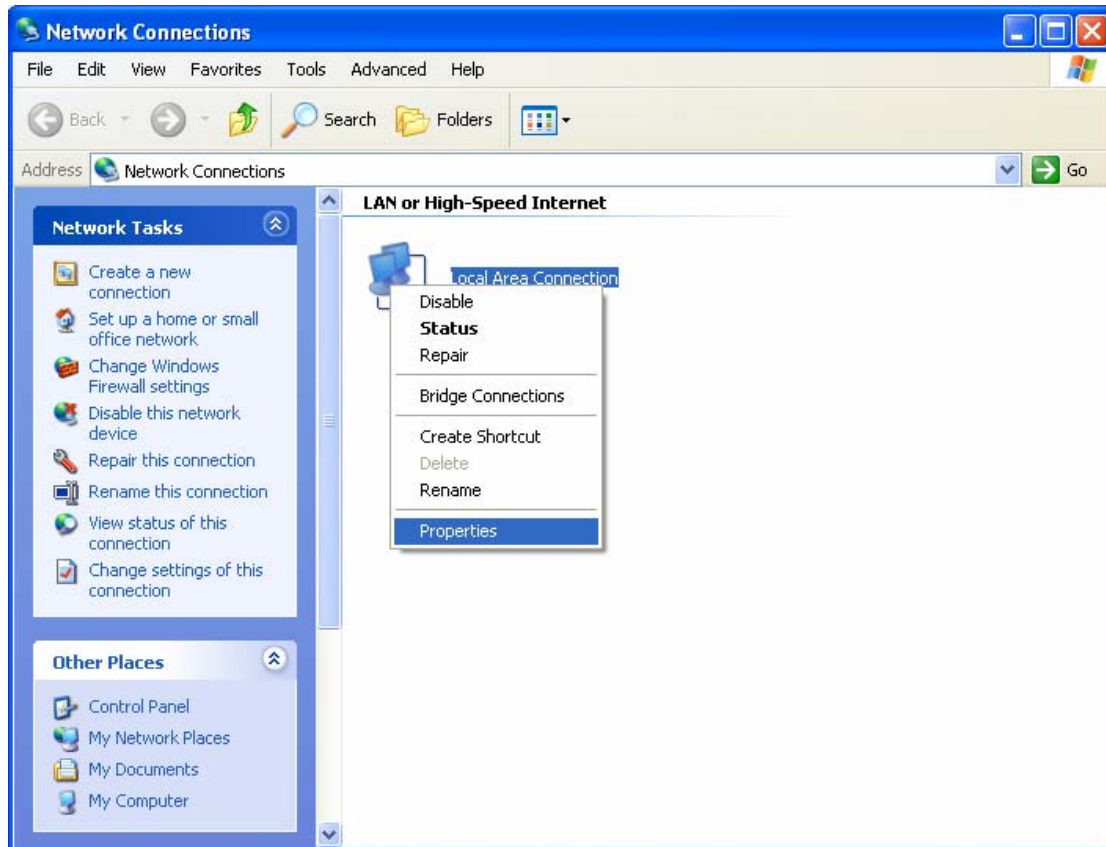 Network Connections
File Edit View Favorites Tools Advanced Help
Back Search Folders
Address Network Connections Go
Network Tasks
Create a new
connection
Set up a home or small
office network
Change Windows
Firewall settings
Disable this network
device
Repair this connection
Rename this connection
View status of this
connection
Change settings of this
connection
Other Places
Control Panel
My Network Places
My Documents
My Computer
LAN or High-Speed Internet
Local Area Connection
Disable
Status
Repair
Bridge Connections
Create Shortcut
Delete
Rename
Properties